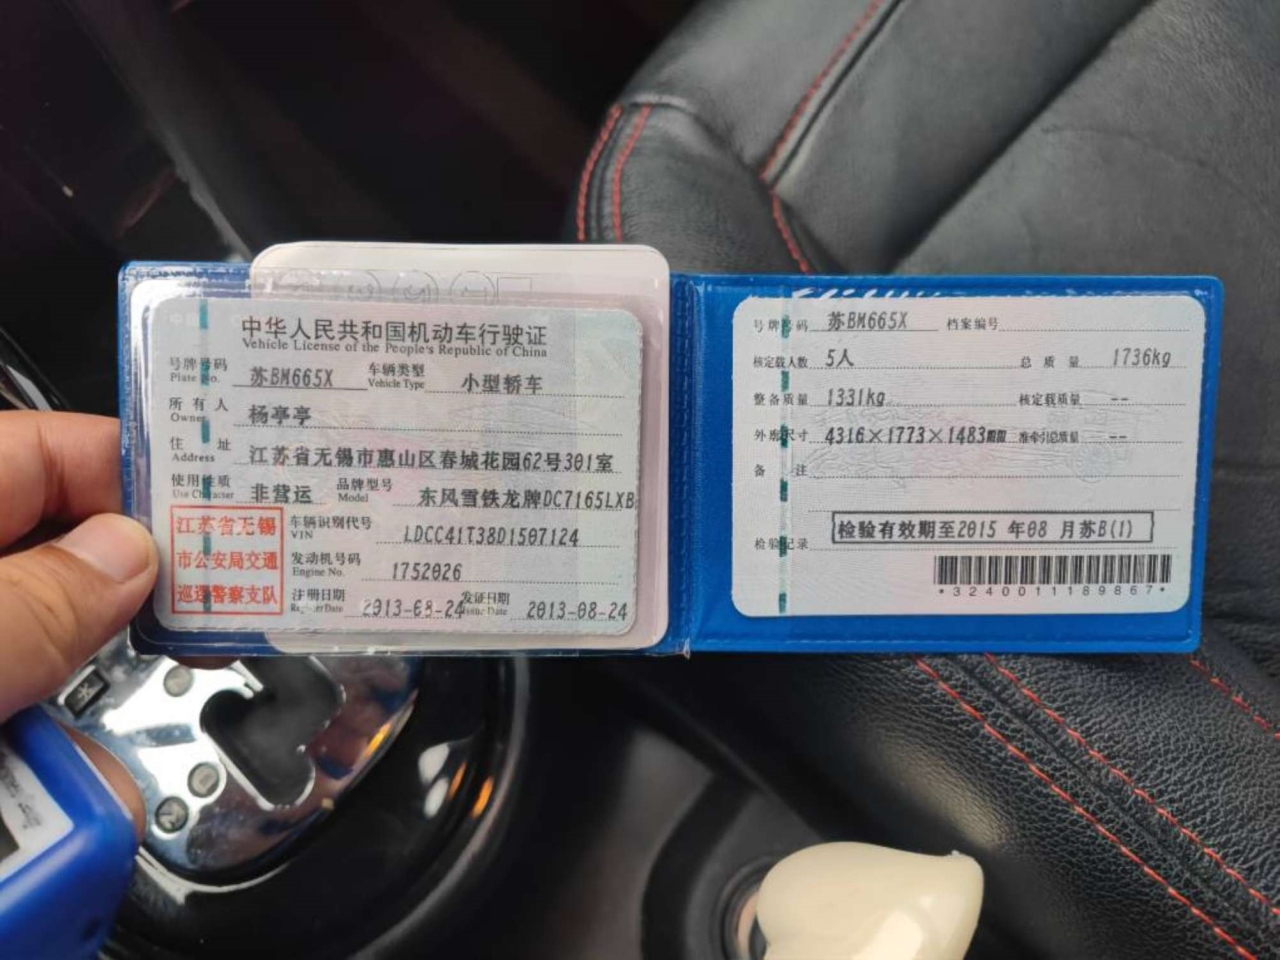 中华人民共和国机动车行驶证
Vehicle License of the People's Republic of China
号牌号码 苏BM665X 车辆类型 小型轿车
Plate No. Vehicle Type
所有人 杨亭亭
Owner
住址 江苏省无锡市惠山区春城花园62号301室
Address
使用性质 非营运 品牌型号 东风雪铁龙牌DC7165LXB
Use Character Model
江苏省无锡
市公安局交通
巡逻警察支队
车辆识别代号 LDCC41T38D1507124
VIN
发动机号码 1752026
Engine No.
注册日期 2013-08-24 发证日期 2013-08-24
Register Date Issue Date
号牌号码 苏BM665X 档案编号
核定载人数 5人 总质量 1736kg
整备质量 1331kg 核定载质量 --
外廓尺寸 4316×1773×1483mm 准牵引总质量 --
备注
检验记录 检验有效期至2015年08月苏B(1)
*3240011189867*